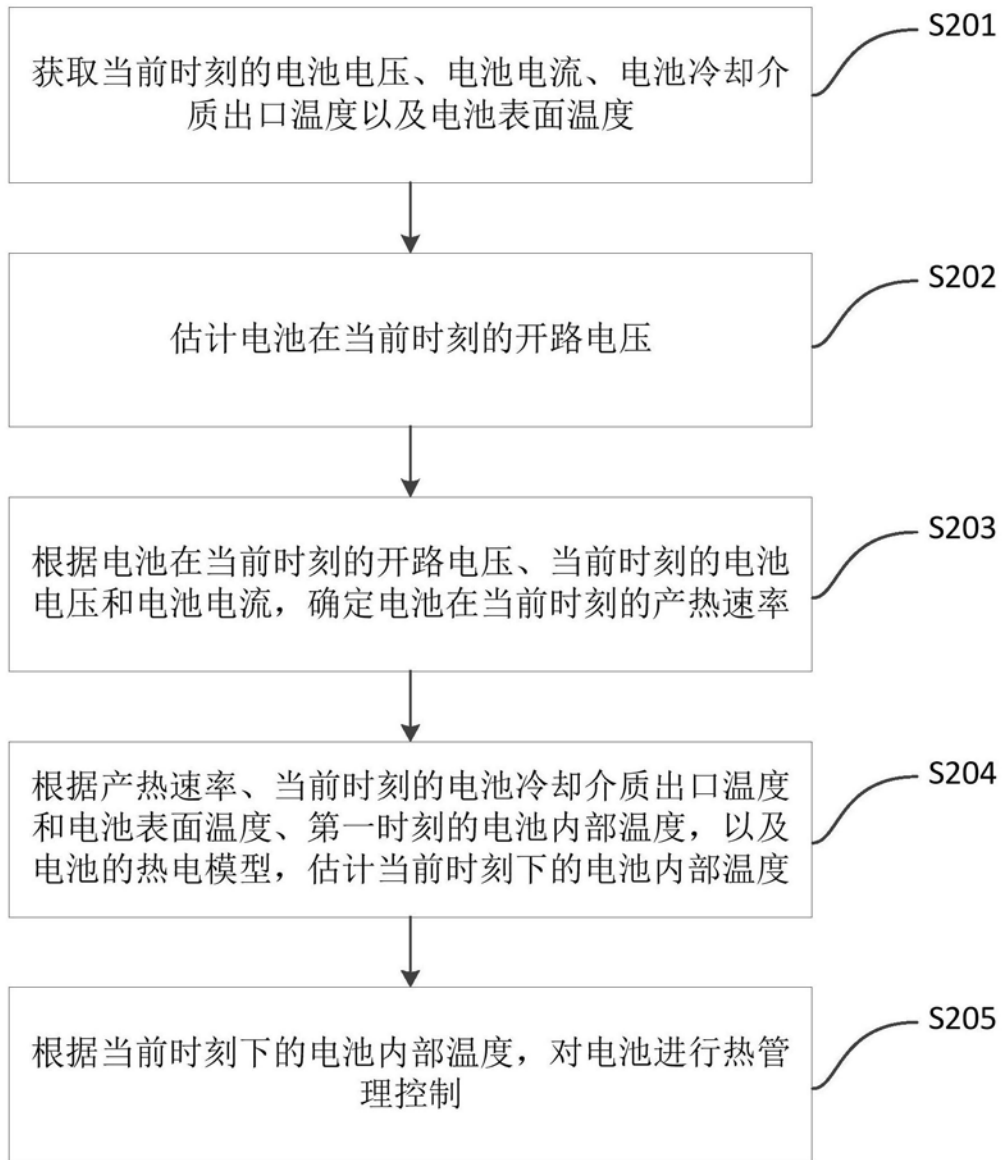 S201
获取当前时刻的电池电压、电池电流、电池冷却介
质出口温度以及电池表面温度
S202
估计电池在当前时刻的开路电压
S203
根据电池在当前时刻的开路电压、当前时刻的电池
电压和电池电流，确定电池在当前时刻的产热速率
S204
根据产热速率、当前时刻的电池冷却介质出口温度
和电池表面温度、第一时刻的电池内部温度，以及
电池的热电模型，估计当前时刻下的电池内部温度
S205
根据当前时刻下的电池内部温度，对电池进行热管
理控制